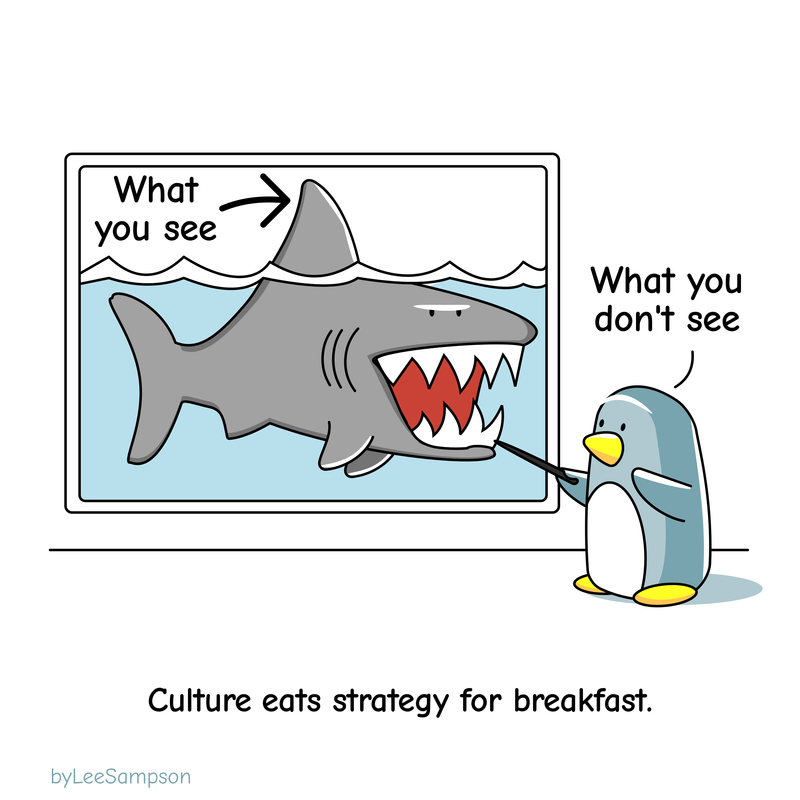 What
you see
What you
don't see
Culture eats strategy for breakfast.
byLeeSampson